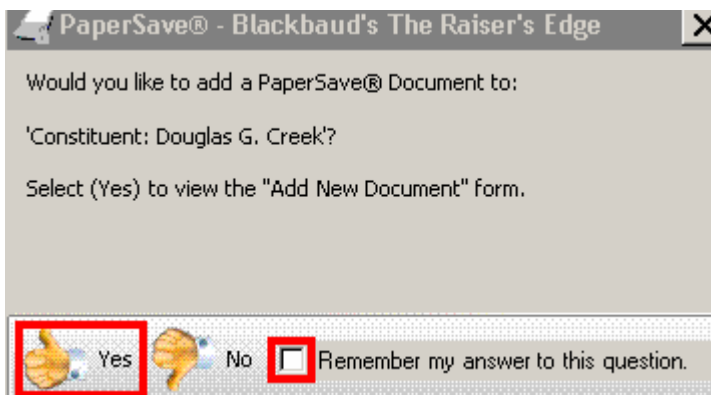 PaperSave® - Blackbaud's The Raiser's Edge
Would you like to add a PaperSave® Document to:
'Constituent: Douglas G. Creek'?
Select (Yes) to view the "Add New Document" form.
Yes No Remember my answer to this question.